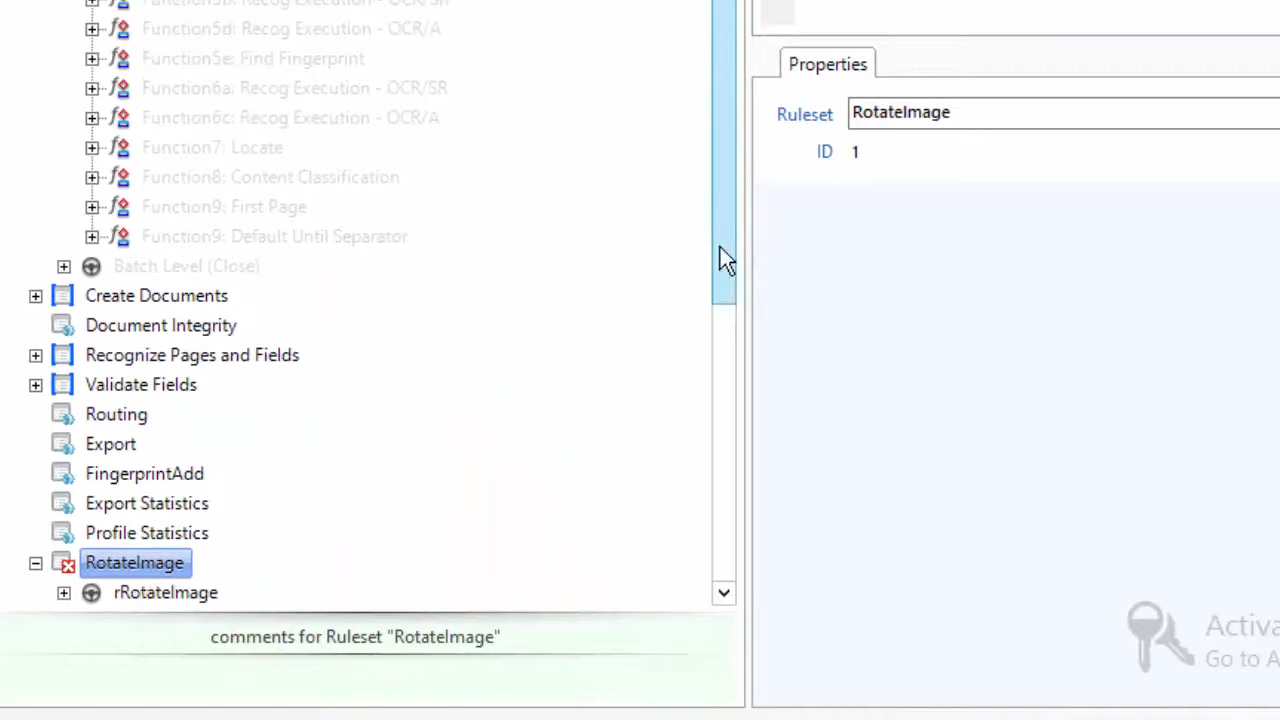 Function5d: Recog Execution - OCR/A
Function5e: Find Fingerprint
Function6a: Recog Execution - OCR/SR
Function6c: Recog Execution - OCR/A
Function7: Locate
Function8: Content Classification
Function9: First Page
Function9: Default Until Separator
Batch Level (Close)
Create Documents
Document Integrity
Recognize Pages and Fields
Validate Fields
Routing
Export
FingerprintAdd
Export Statistics
Profile Statistics
RotateImage
rRotateImage
comments for Ruleset "RotateImage"
Properties
Ruleset RotateImage
ID 1
Activa
Go to A